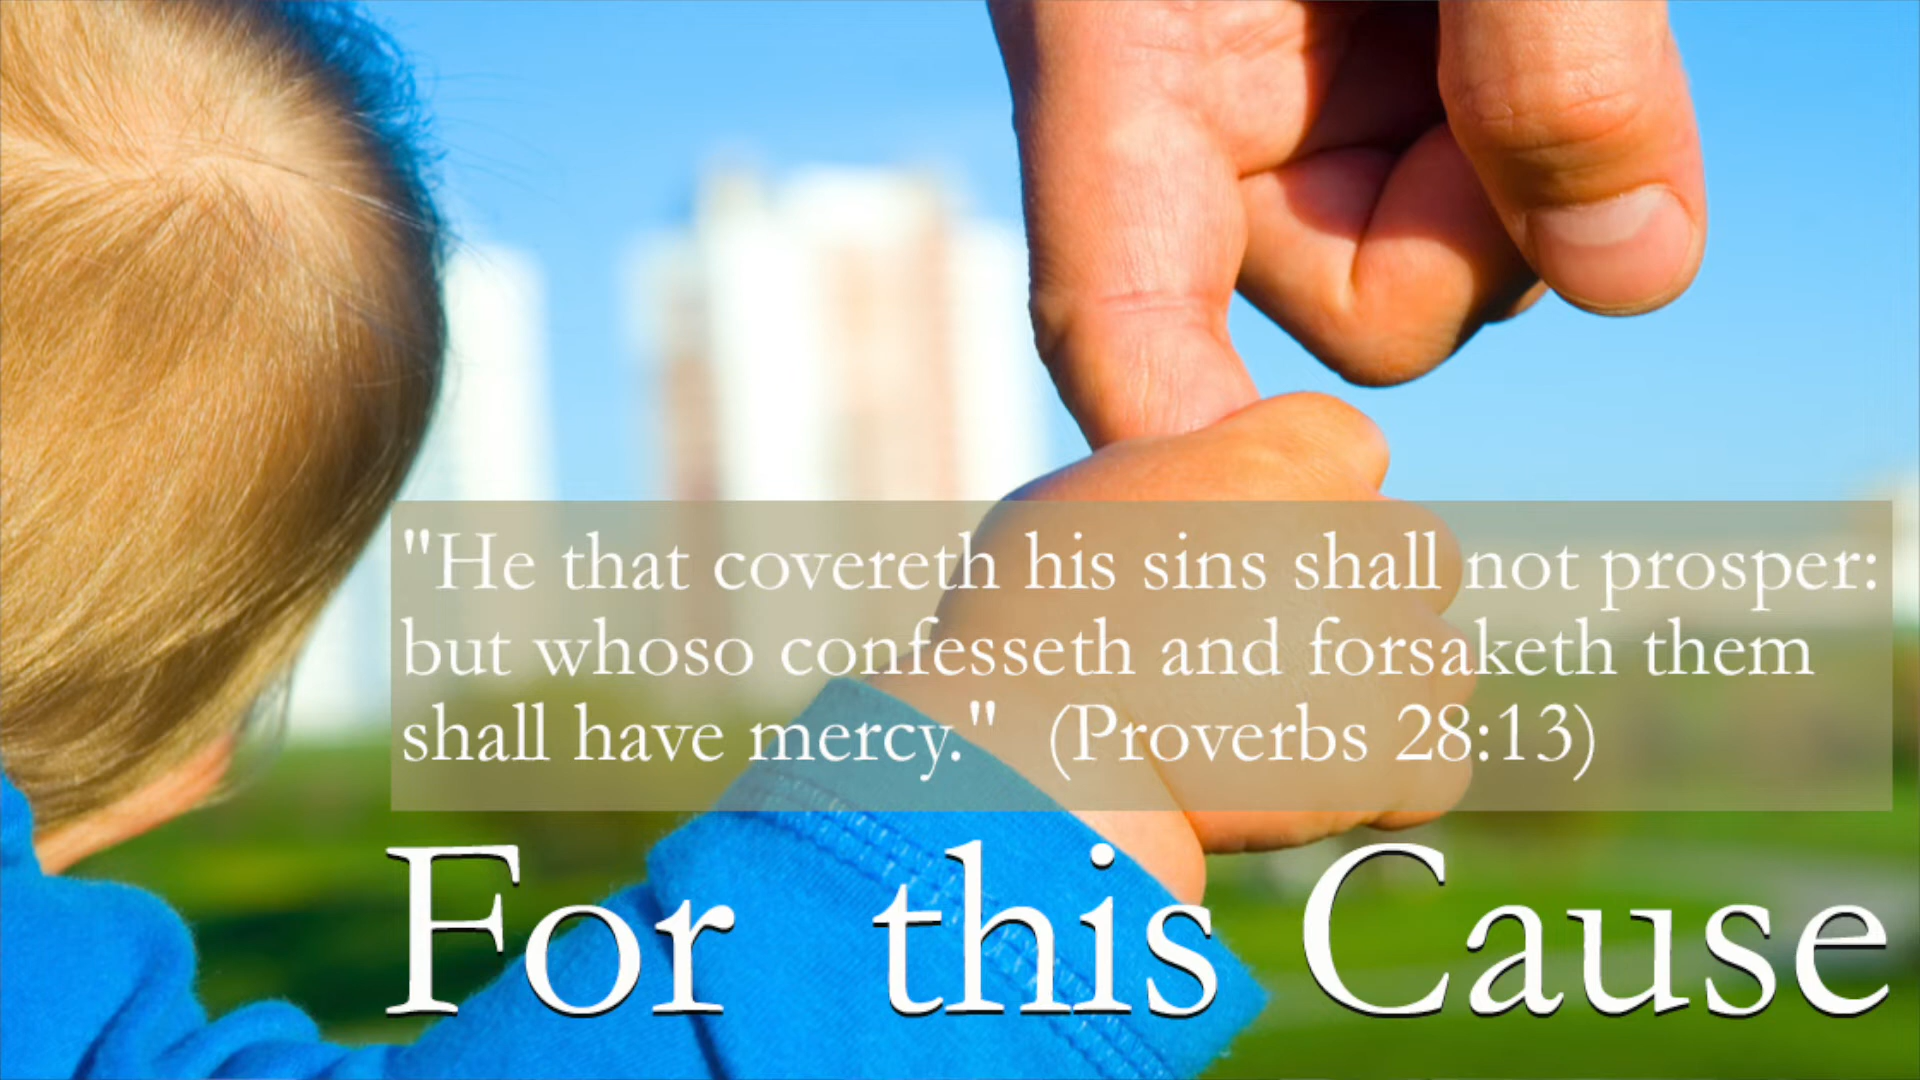 "He that covereth his sins shall not prosper:
but whoso confesseth and forsaketh them
shall have mercy." (Proverbs 28:13)
For this Cause